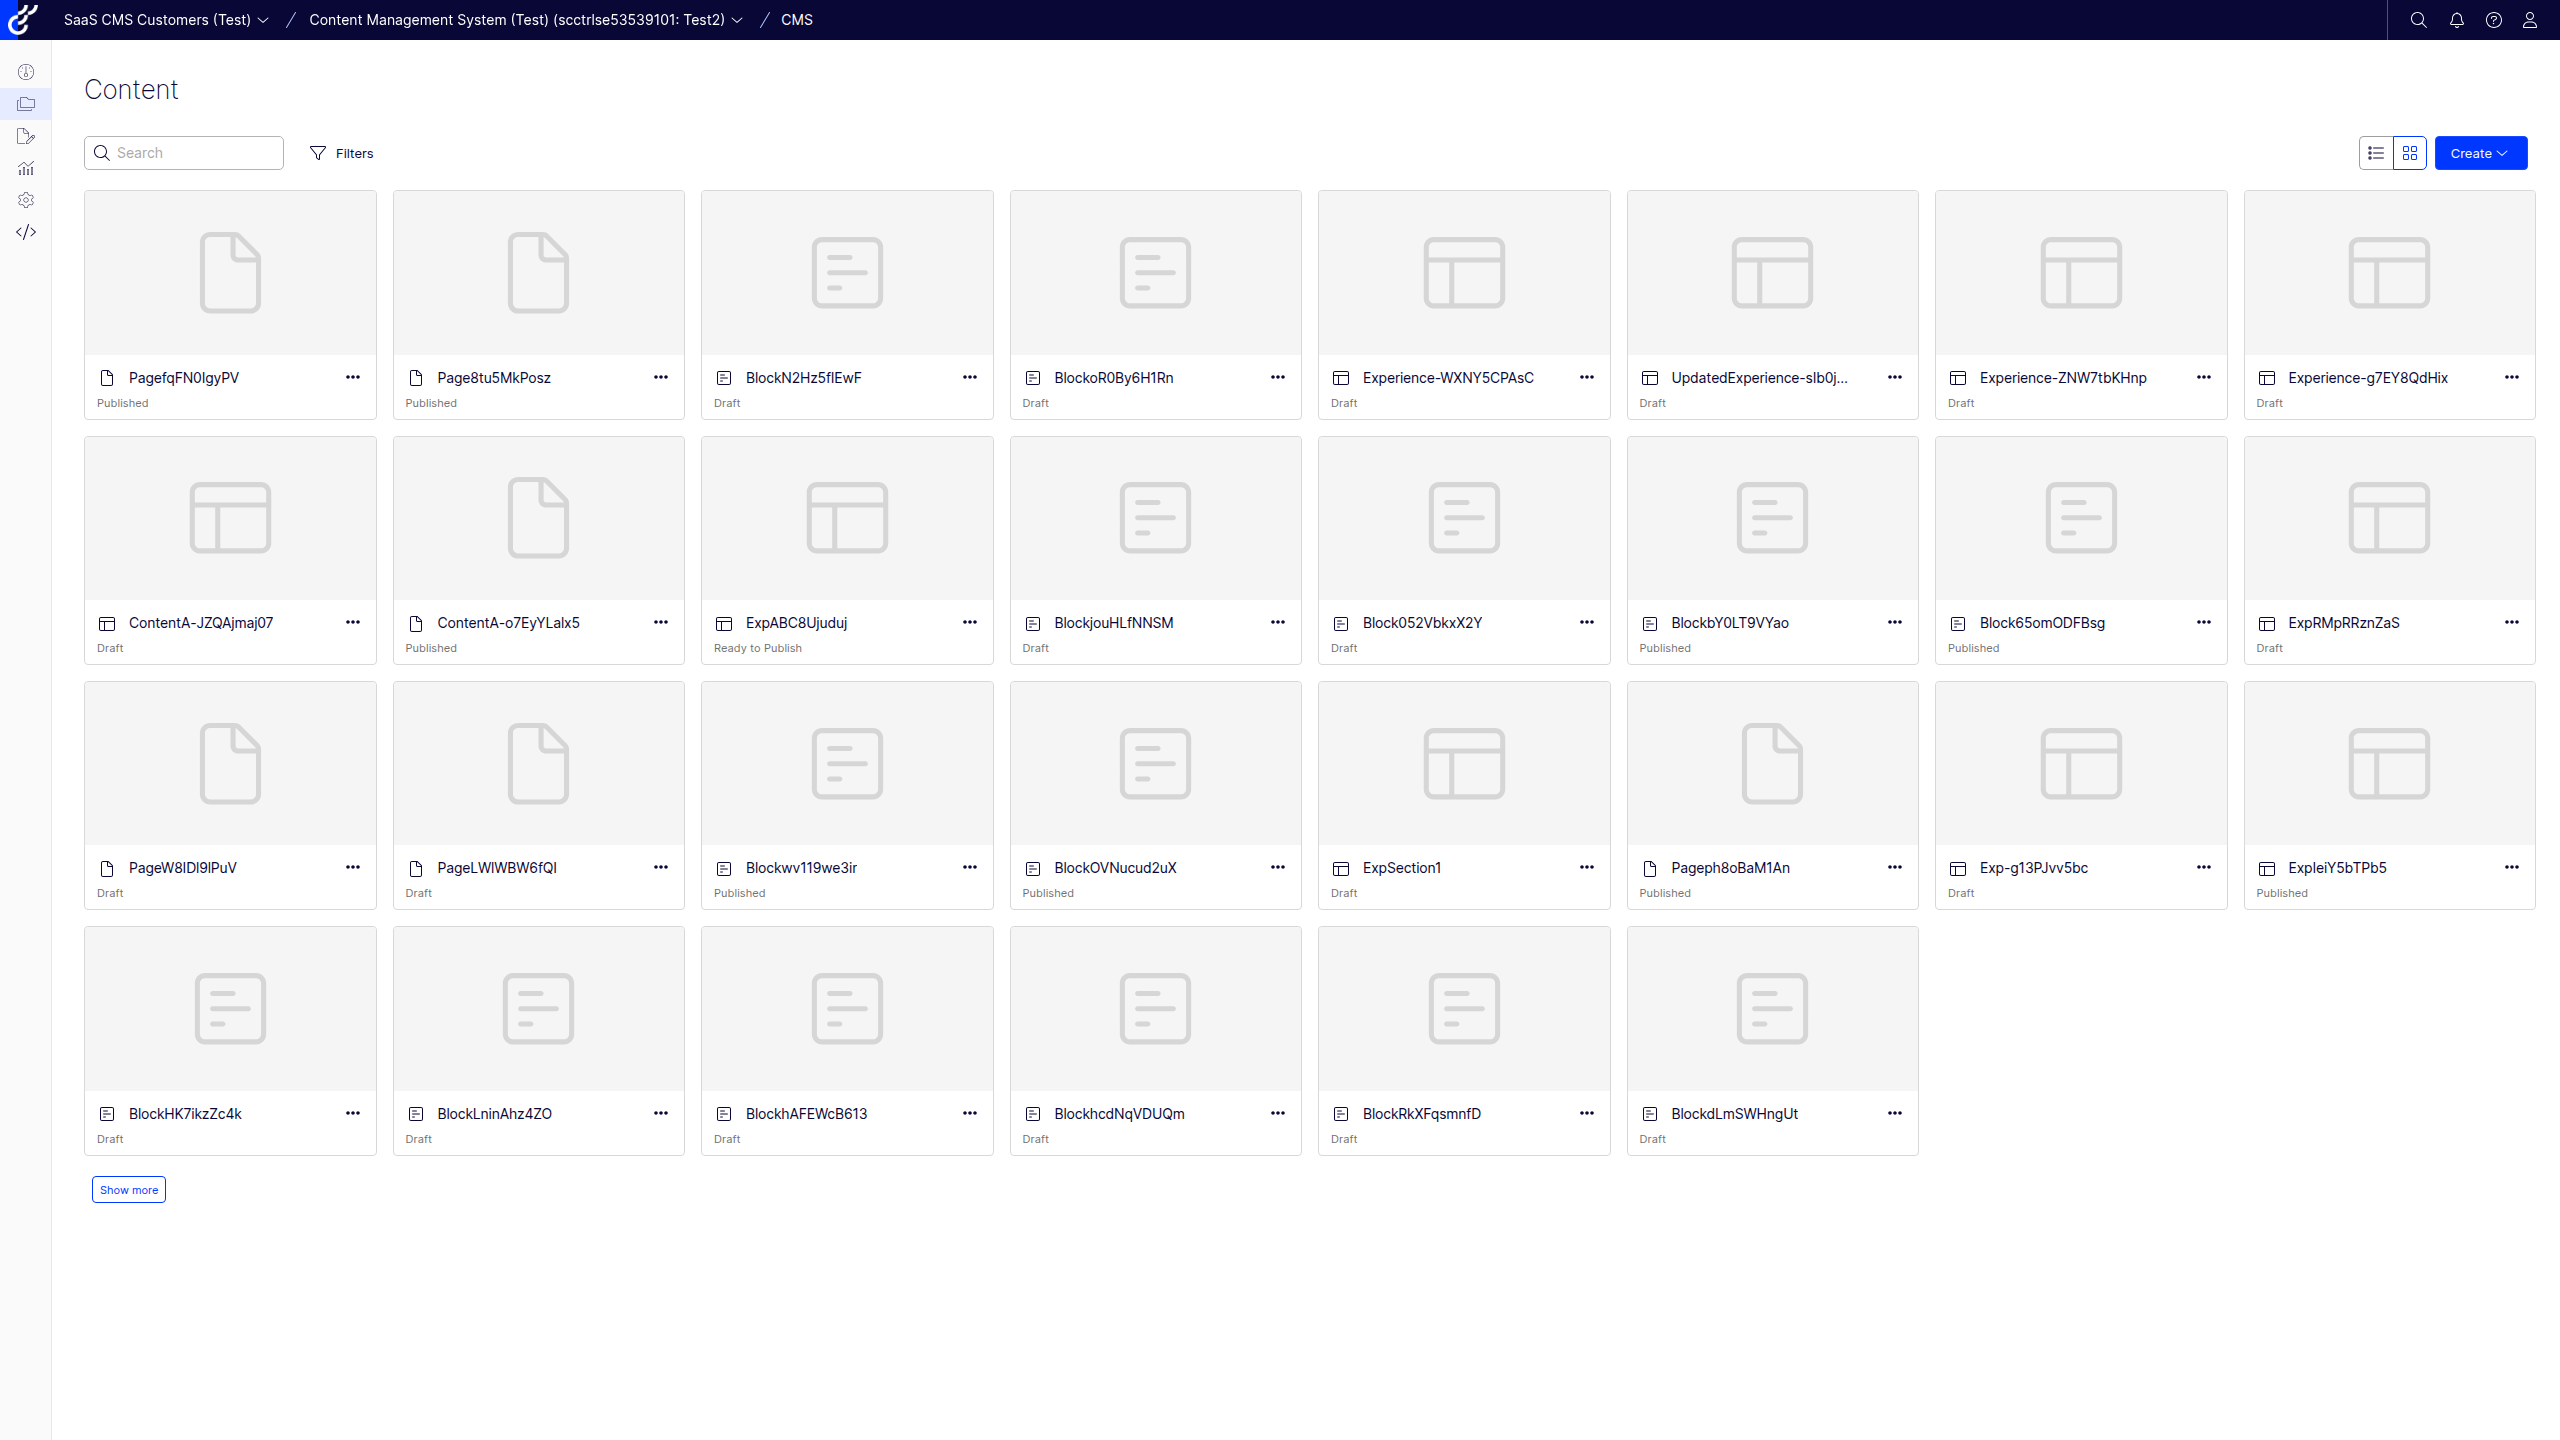 SaaS CMS Customers (Test) / Content Management System (Test) (scctrlse53539101: Test2) / CMS
Content
Search
Filters
Create
PagefqFN0IgyPV
Page8tu5MkPosz
BlockN2Hz5fIEwF
BlockoR0By6H1Rn
Experience-WXNY5CPAsC
UpdatedExperience-slb0j...
Experience-ZNW7tbKHnp
Experience-g7EY8QdHix
Published
Published
Draft
Draft
Draft
Draft
Draft
Draft
ContentA-JZQAjmaj07
ContentA-o7EyYLalx5
ExpABC8Ujuduj
BlockjouHLfNNSM
Block052VbkxX2Y
BlockbY0LT9VYao
Block65omODFBsg
ExpRMpRRznZaS
Draft
Published
Ready to Publish
Draft
Draft
Published
Published
Draft
PageW8IDI9IPuV
PageLWIWBW6fQI
Blockwv119we3ir
BlockOVNucud2uX
ExpSection1
Pageph8oBaM1An
Exp-g13PJvv5bc
ExpleiY5bTPb5
Draft
Draft
Published
Published
Draft
Published
Draft
Published
BlockHK7ikzZc4k
BlockLninAhz4ZO
BlockhAFEWcB613
BlockhcdNqVDUQm
BlockRkXFqsmnfD
BlockdLmSWHngUt
Draft
Draft
Draft
Draft
Draft
Draft
Show more